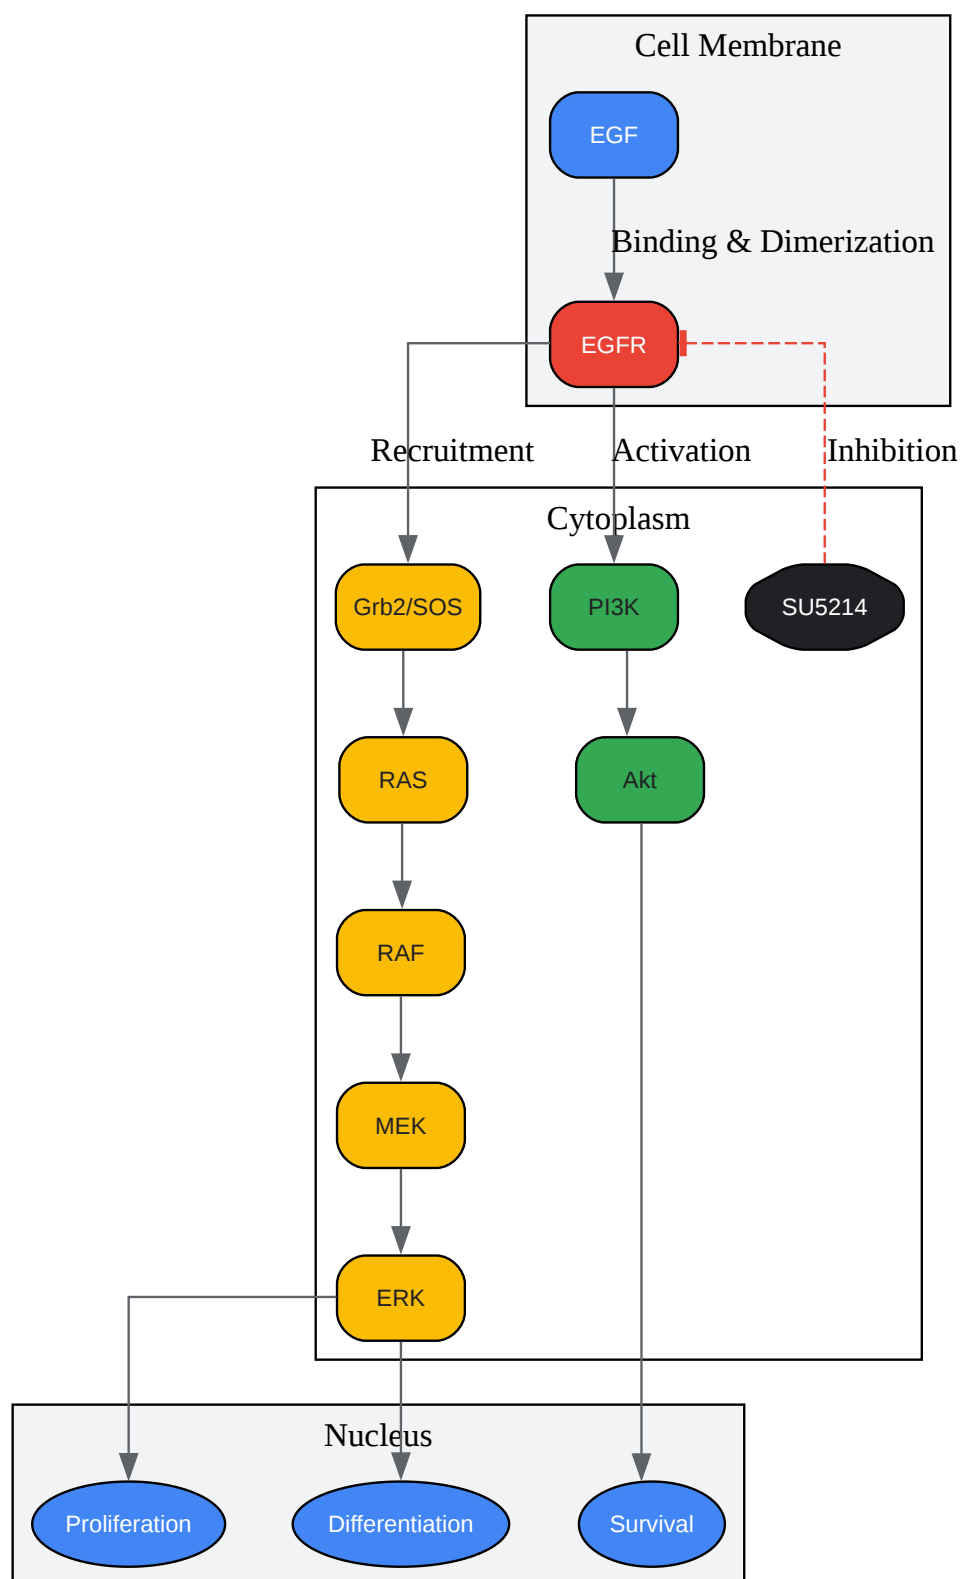 Cell Membrane
EGF
Binding & Dimerization
EGFR
Recruitment
Activation
Inhibition
Cytoplasm
Grb2/SOS
PI3K
SU5214
RAS
Akt
RAF
MEK
ERK
Nucleus
Proliferation
Differentiation
Survival